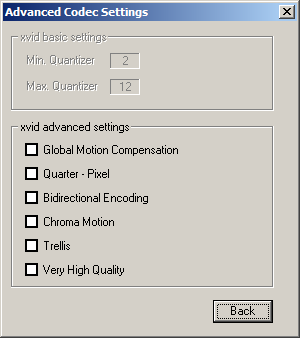 Advanced Codec Settings
xvid basic settings
Min. Quantizer 2
Max. Quantizer 12
xvid advanced settings
Global Motion Compensation
Quarter - Pixel
Bidirectional Encoding
Chroma Motion
Trellis
Very High Quality
Back